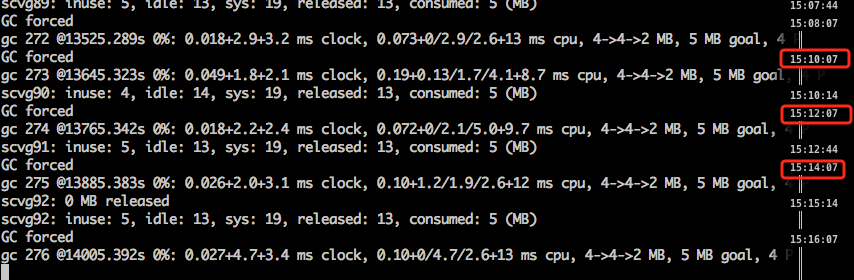 scvg89: inuse: 5, idle: 13, sys: 19, released: 13, consumed: 5 (MB)
15:07:44
GC forced
15:08:07
gc 272 @13525.289s 0%: 0.018+2.9+3.2 ms clock, 0.073+0/2.9/2.6+13 ms cpu, 4->4->2 MB, 5 MB goal, 4
GC forced
15:10:07
gc 273 @13645.323s 0%: 0.049+1.8+2.1 ms clock, 0.19+0.13/1.7/4.1+8.7 ms cpu, 4->4->2 MB, 5 MB goal, 4 P
scvg90: inuse: 4, idle: 14, sys: 19, released: 13, consumed: 5 (MB)
15:10:14
GC forced
15:12:07
gc 274 @13765.342s 0%: 0.018+2.2+2.4 ms clock, 0.072+0/2.1/5.0+9.7 ms cpu, 4->4->2 MB, 5 MB goal, 4 P
scvg91: inuse: 5, idle: 13, sys: 19, released: 13, consumed: 5 (MB)
15:12:44
GC forced
15:14:07
gc 275 @13885.383s 0%: 0.026+2.0+3.1 ms clock, 0.10+1.2/1.9/2.6+12 ms cpu, 4->4->2 MB, 5 MB goal, 4 P
scvg92: 0 MB released
15:15:14
scvg92: inuse: 5, idle: 13, sys: 19, released: 13, consumed: 5 (MB)
GC forced
15:16:07
gc 276 @14005.392s 0%: 0.027+4.7+3.4 ms clock, 0.10+0/4.7/2.6+13 ms cpu, 4->4->2 MB, 5 MB goal, 4 P